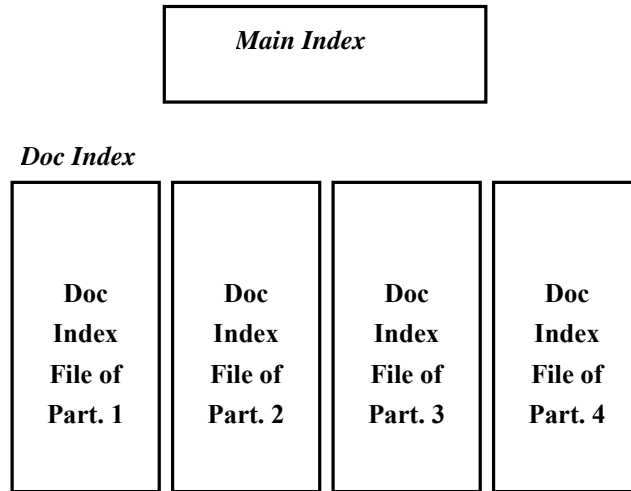 Main Index
Doc Index
Doc
Index
File of
Part. 1
Doc
Index
File of
Part. 2
Doc
Index
File of
Part. 3
Doc
Index
File of
Part. 4